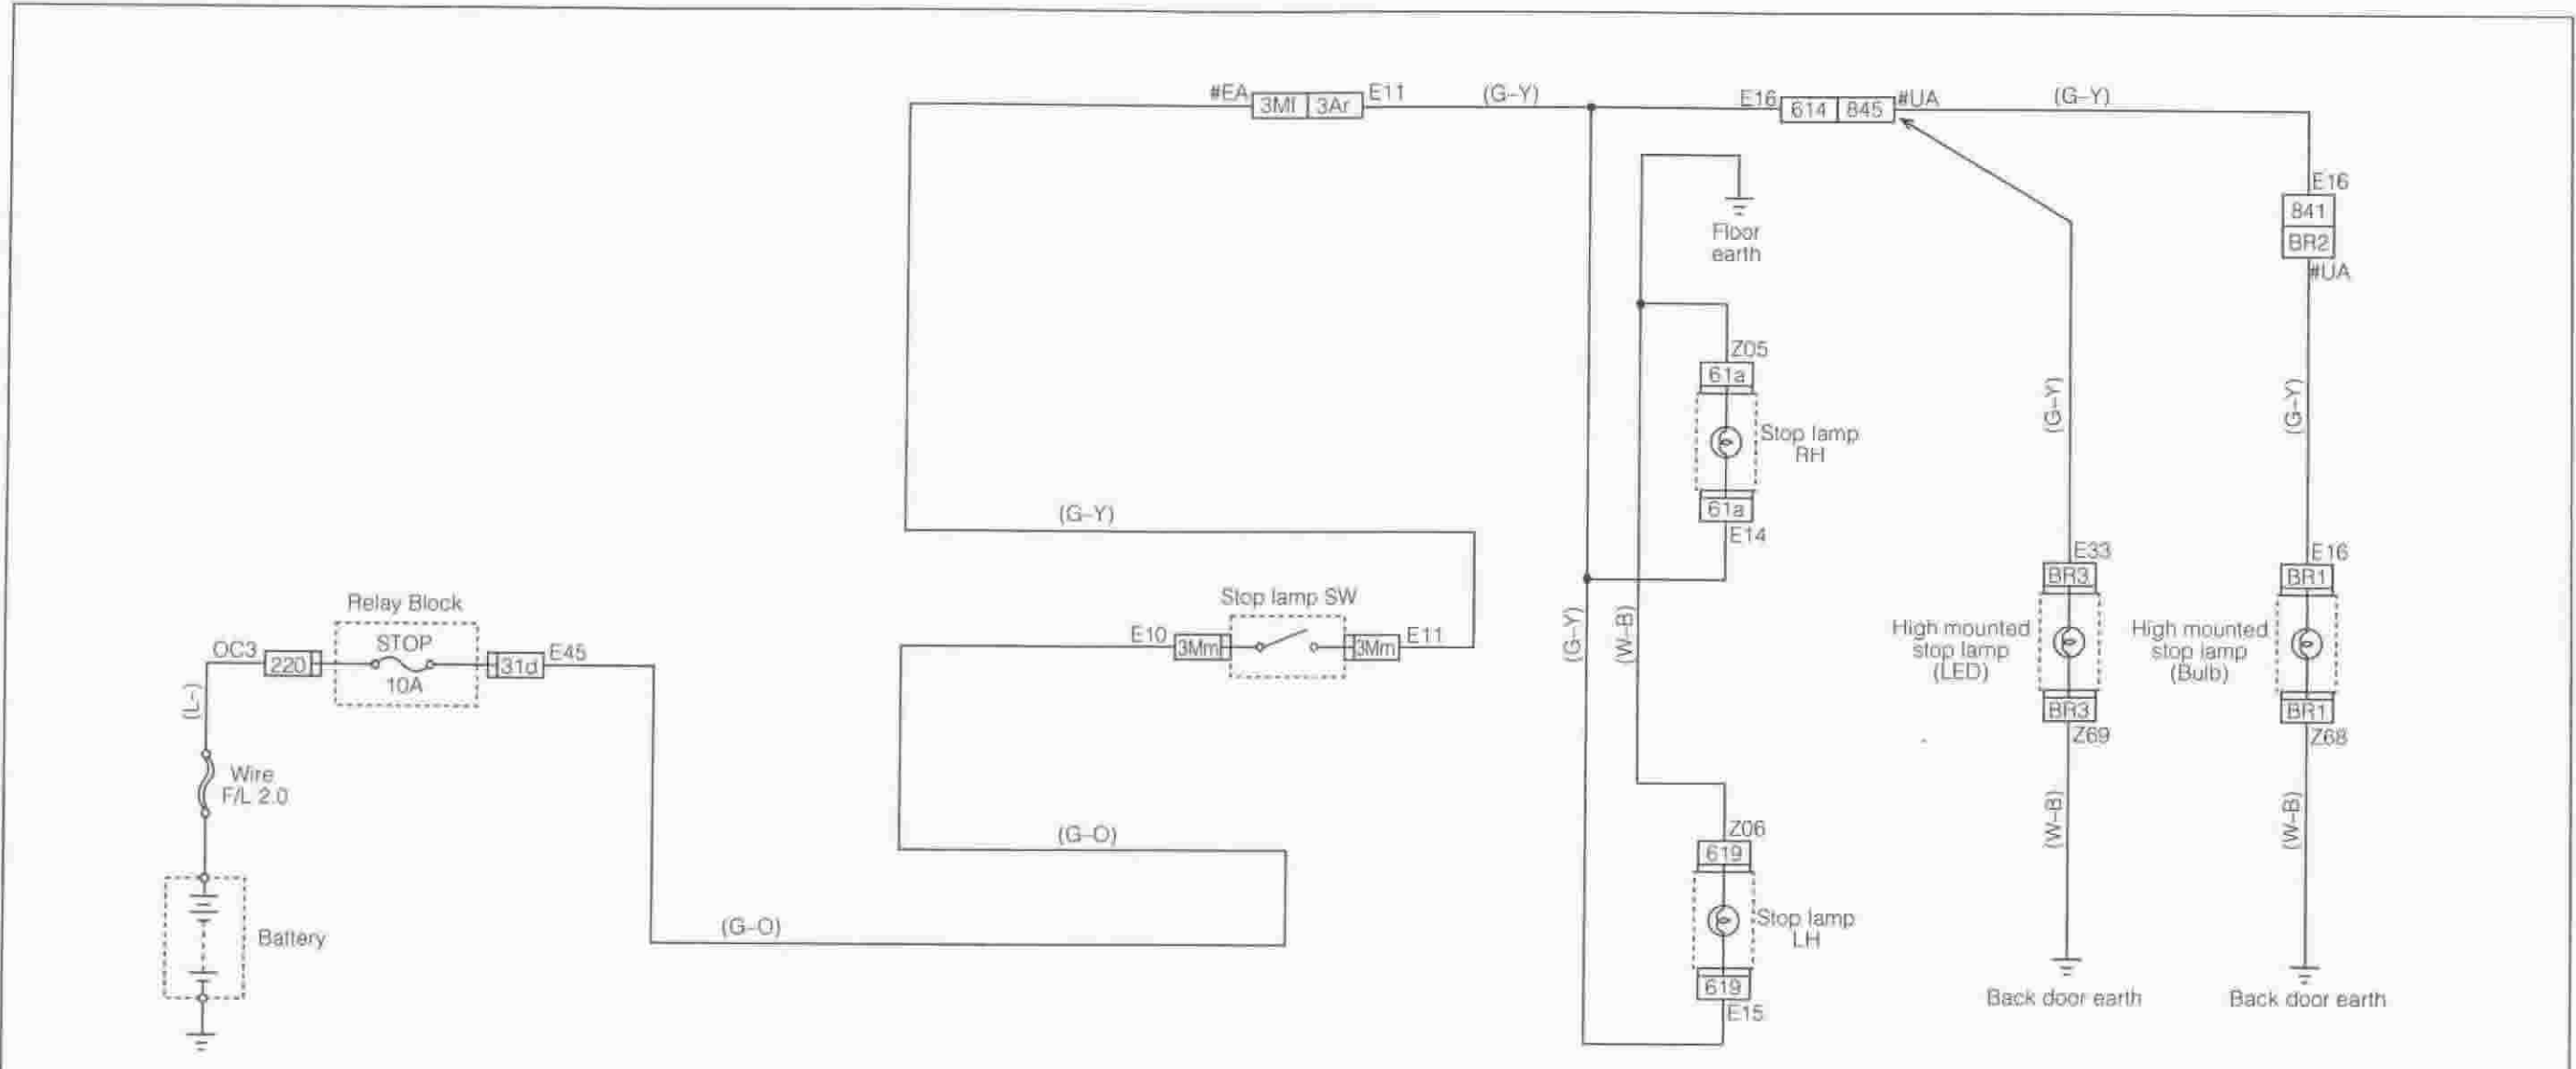 #EA
3Mf
3Ar
E11
(G–Y)
E16
614
845
#UA
(G–Y)
E16
841
BR2
#UA
Floor
earth
Z05
61a
Stop lamp
RH
61a
E14
(G–Y)
(G–Y)
(G–Y)
Relay Block
STOP
10A
OC3
220
31d
E45
(L–)
Wire
F/L 2.0
Battery
Stop lamp SW
E10
3Mm
3Mm
E11
(G–O)
(G–O)
(G–Y)
(W–B)
Z06
619
Stop lamp
LH
619
E15
E33
BR3
High mounted
stop lamp
(LED)
BR3
Z69
(W–B)
Back door earth
E16
BR1
High mounted
stop lamp
(Bulb)
BR1
Z68
(W–B)
Back door earth